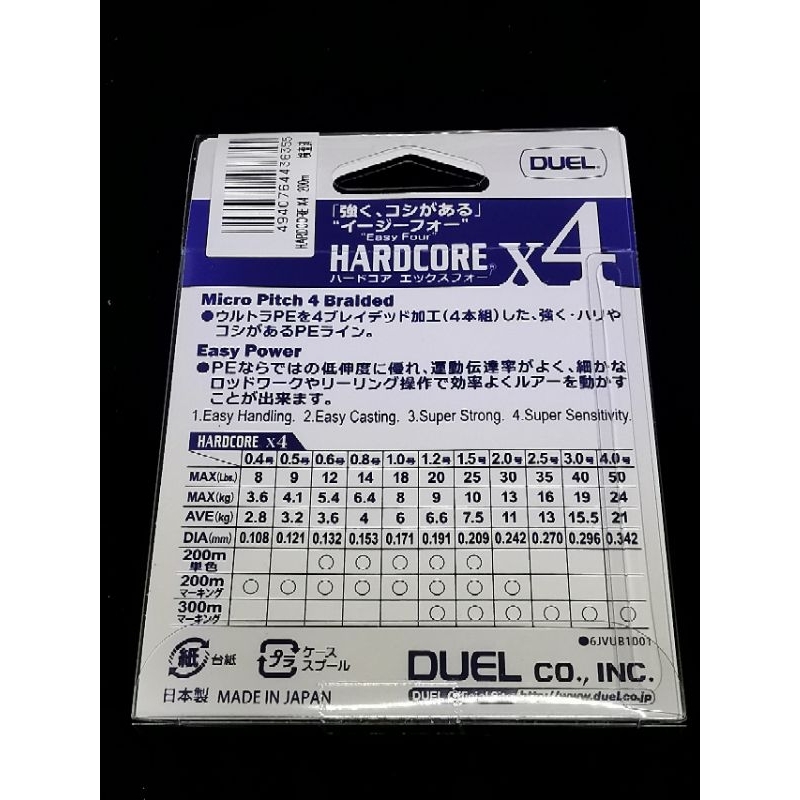 4940764436355
HARDCORE X4 200m
DUEL®
「強く、コシがある」
"イージーフォー"
"Easy Four"
HARDCORE® X4
ハードコア エックスフォー
Micro Pitch 4 Braided
●ウルトラPEを4ブレイデッド加工(4本組)した、強く・ハリや
コシがあるPEライン。
Easy Power
●PEならではの低伸度に優れ、運動伝達率がよく、細かな
ロッドワークやリーリング操作で効率よくルアーを動かす
ことが出来ます。
1.Easy Handling. 2.Easy Casting. 3.Super Strong. 4.Super Sensitivity.
HARDCORE X4
0.4号 0.5号 0.6号 0.8号 1.0号 1.2号 1.5号 2.0号 2.5号 3.0号 4.0号
MAX(Lbs.) 8 9 12 14 18 20 25 30 35 40 50
MAX(kg) 3.6 4.1 5.4 6.4 8 9 10 13 16 19 24
AVE(kg) 2.8 3.2 3.6 4 6 6.6 7.5 11 13 15.5 21
DIA(mm) 0.108 0.121 0.132 0.153 0.171 0.191 0.209 0.242 0.270 0.296 0.342
200m
単色 ○ ○ ○ ○ ○
200m
マーキング ○ ○ ○ ○ ○ ○ ○ ○
300m
マーキング ○ ○ ○ ○ ○ ○
●6JVUB1001
紙 台紙
プラ ケース
スプール
DUEL CO., INC.
日本製 MADE IN JAPAN
DUEL Official Site http://www.duel.co.jp